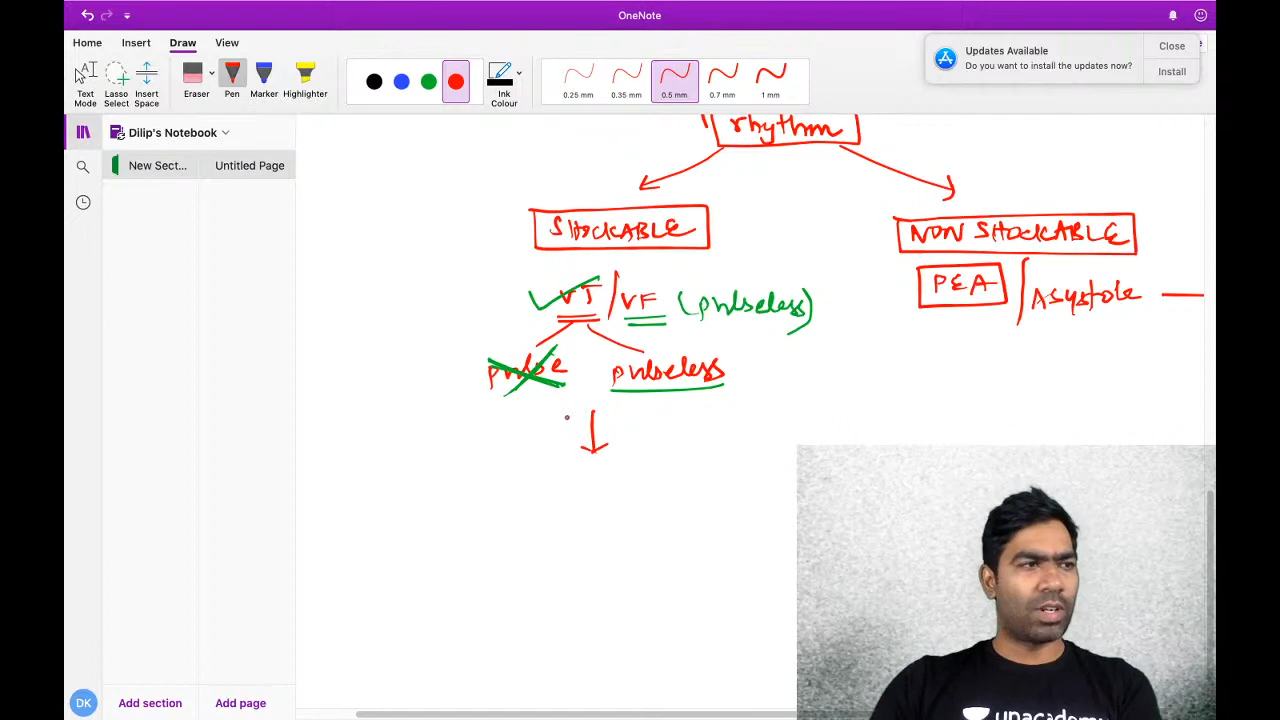 OneNote
Home Insert Draw View
Updates Available
Do you want to install the updates now?
Close
Install
Text Mode
Lasso Select
Insert Space
Eraser
Pen
Marker
Highlighter
Ink Colour
0.25 mm
0.35 mm
0.5 mm
0.7 mm
1 mm
Dilip's Notebook
New Sect...
Untitled Page
rhythm
SHOCKABLE
NON SHOCKABLE
VT / VF (pulseless)
PEA / Asystole
pulse pulseless
DK
Add section
Add page
unacademy